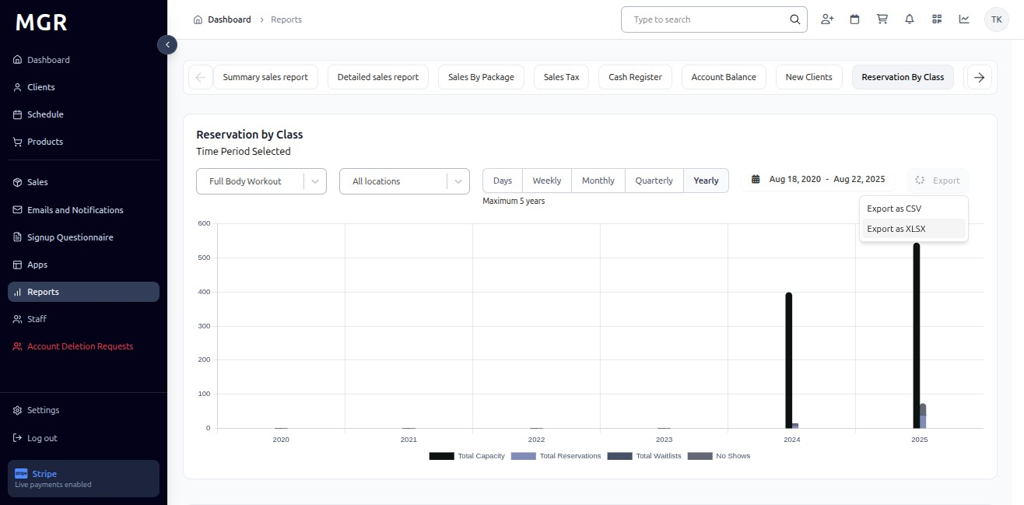 MGR
Dashboard
Clients
Schedule
Products
Sales
Emails and Notifications
Signup Questionnaire
Apps
Reports
Staff
Account Deletion Requests
Settings
Log out
Stripe
Live payments enabled
Dashboard > Reports
Type to search
TK
Summary sales report
Detailed sales report
Sales By Package
Sales Tax
Cash Register
Account Balance
New Clients
Reservation By Class
Reservation by Class
Time Period Selected
Full Body Workout
All locations
Days
Weekly
Monthly
Quarterly
Yearly
Maximum 5 years
Aug 18, 2020 - Aug 22, 2025
Export
Export as CSV
Export as XLSX
600
500
400
300
200
100
0
2020
2021
2022
2023
2024
2025
Total Capacity
Total Reservations
Total Waitlists
No Shows